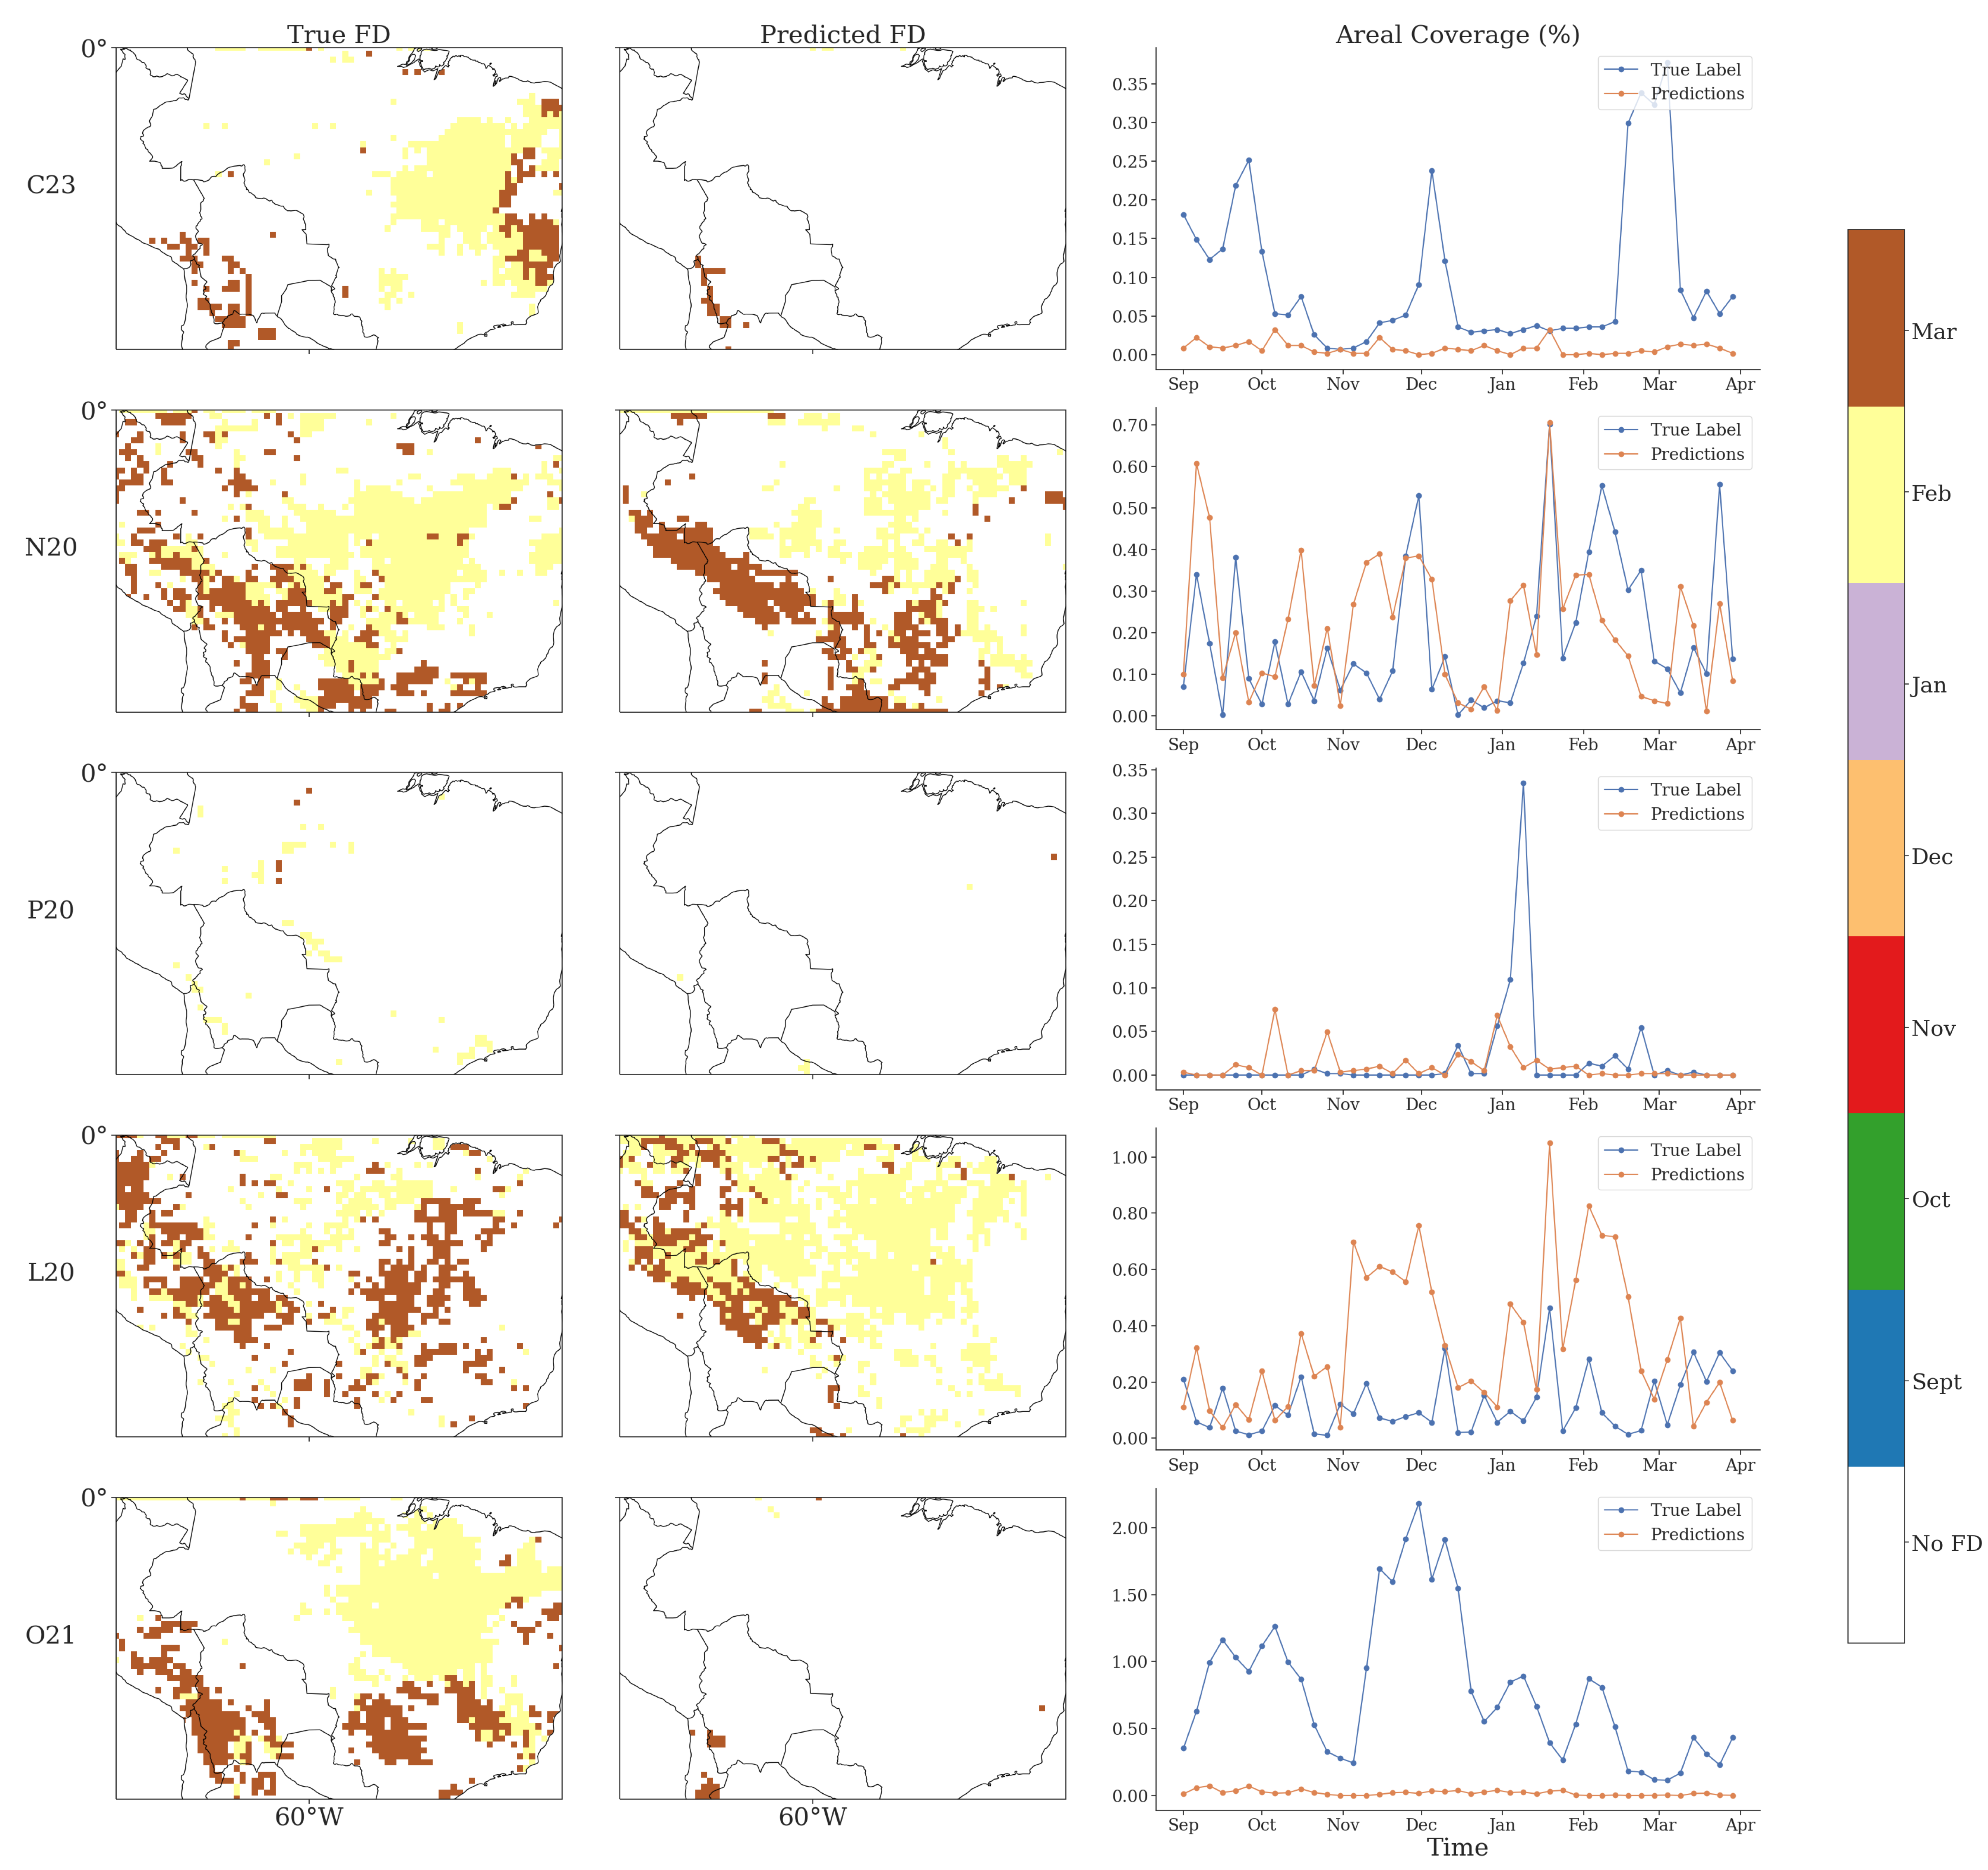 True FD
Predicted FD
Areal Coverage (%)
0°
C23
0.35
0.30
0.25
0.20
0.15
0.10
0.05
0.00
True Label
Predictions
Sep Oct Nov Dec Jan Feb Mar Apr
0°
N20
0.70
0.60
0.50
0.40
0.30
0.20
0.10
0.00
True Label
Predictions
Sep Oct Nov Dec Jan Feb Mar Apr
0°
P20
0.35
0.30
0.25
0.20
0.15
0.10
0.05
0.00
True Label
Predictions
Sep Oct Nov Dec Jan Feb Mar Apr
0°
L20
1.00
0.80
0.60
0.40
0.20
0.00
True Label
Predictions
Sep Oct Nov Dec Jan Feb Mar Apr
0°
O21
60°W
60°W
2.00
1.50
1.00
0.50
0.00
True Label
Predictions
Sep Oct Nov Dec Jan Feb Mar Apr
Time
Mar
Feb
Jan
Dec
Nov
Oct
Sept
No FD